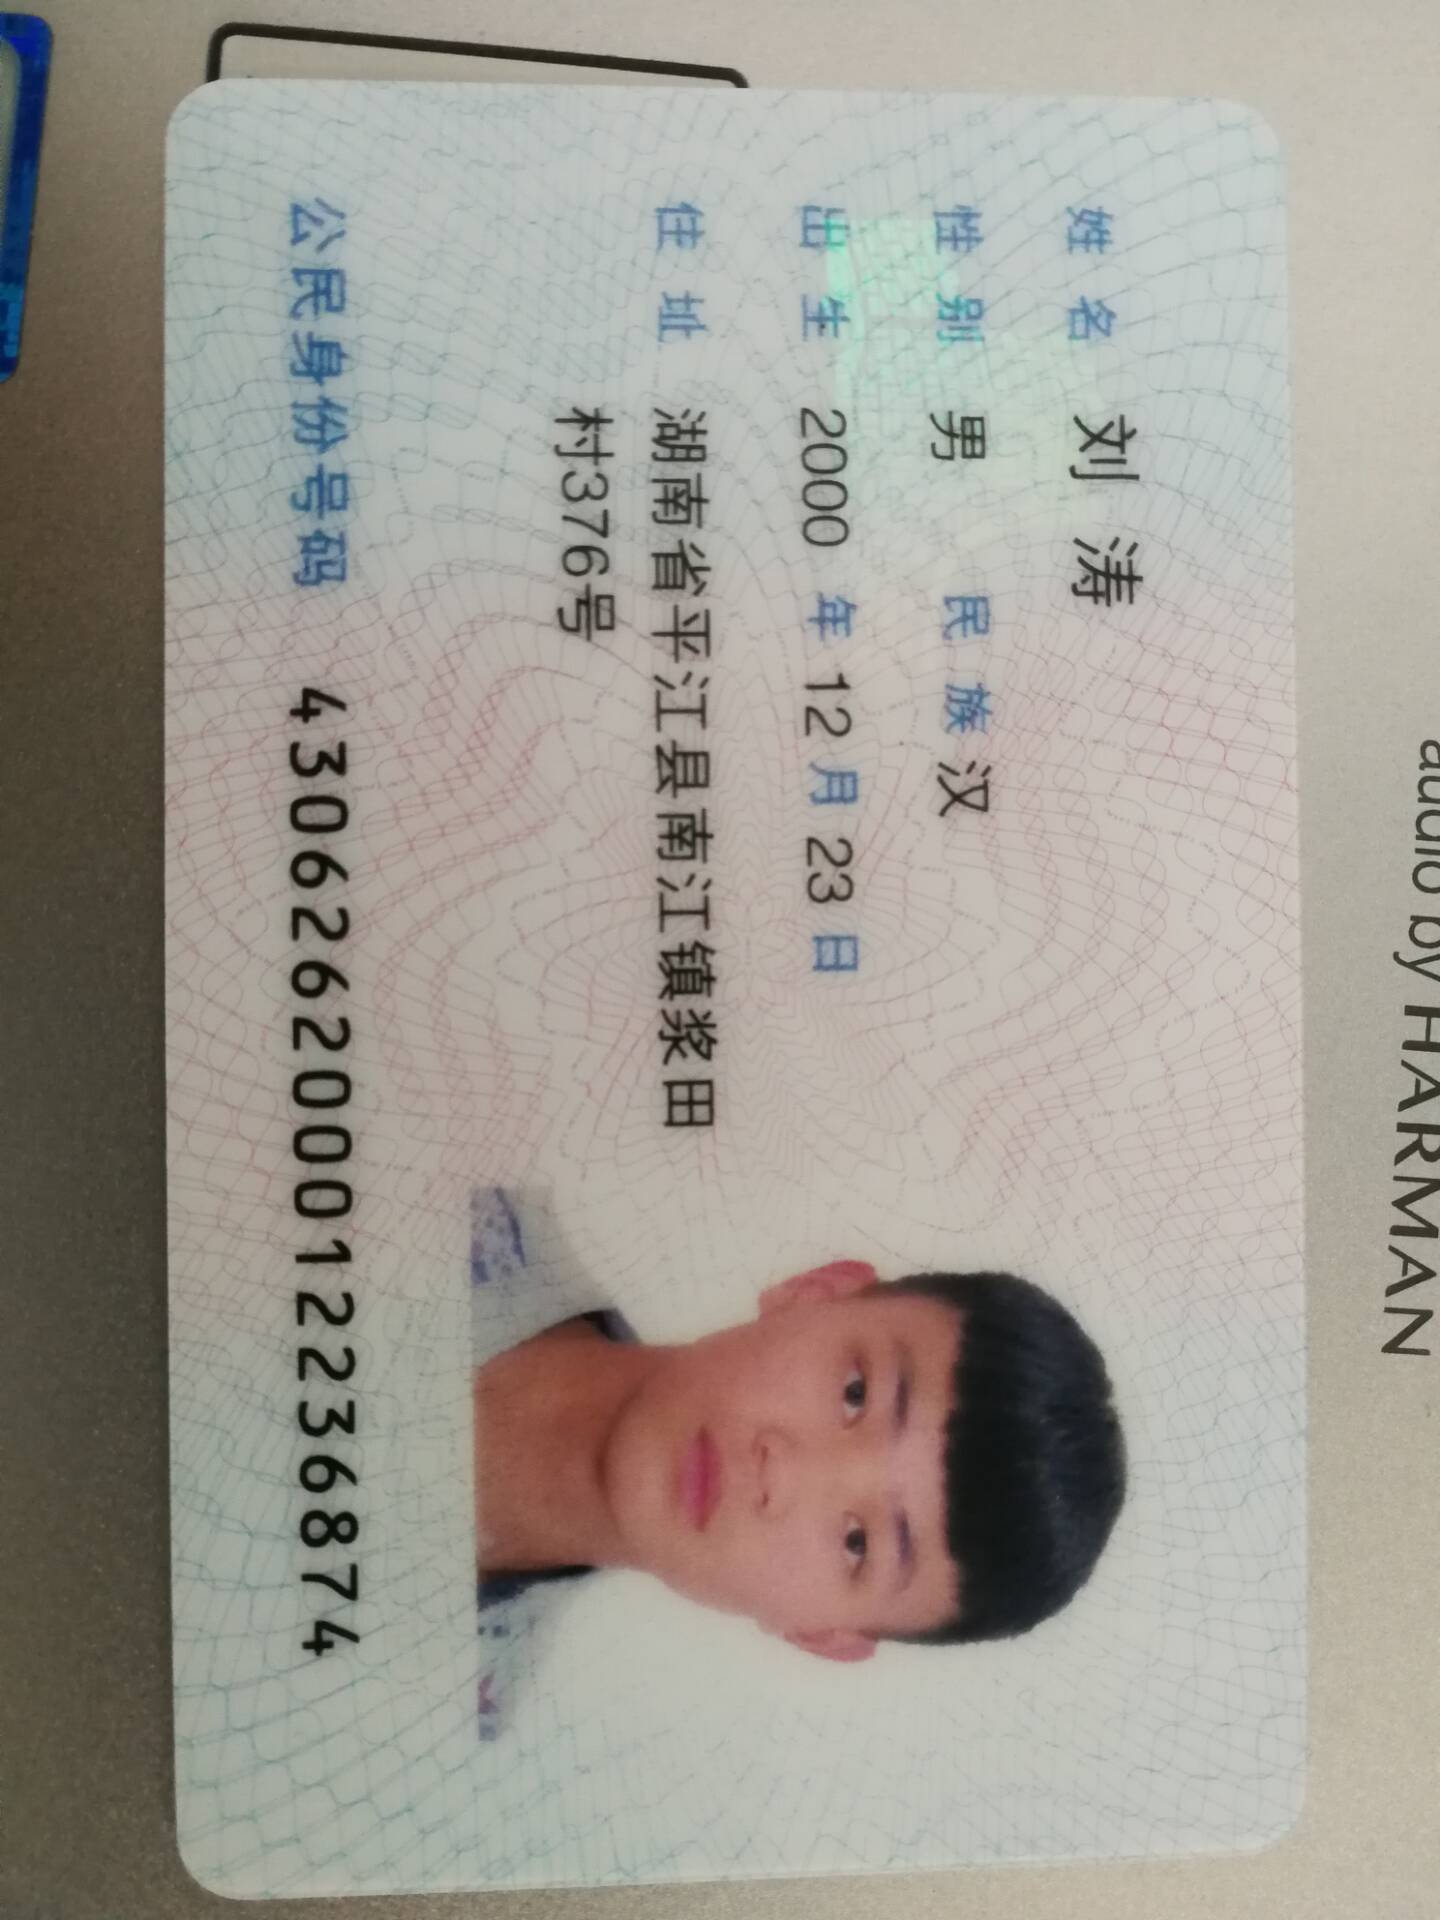 姓名 刘涛
性别 男 民族 汉
出生 2000 年 12 月 23 日
住址 湖南省平江县南江镇浆田
村376号
公民身份号码 430626200012236874
audio by HARMAN